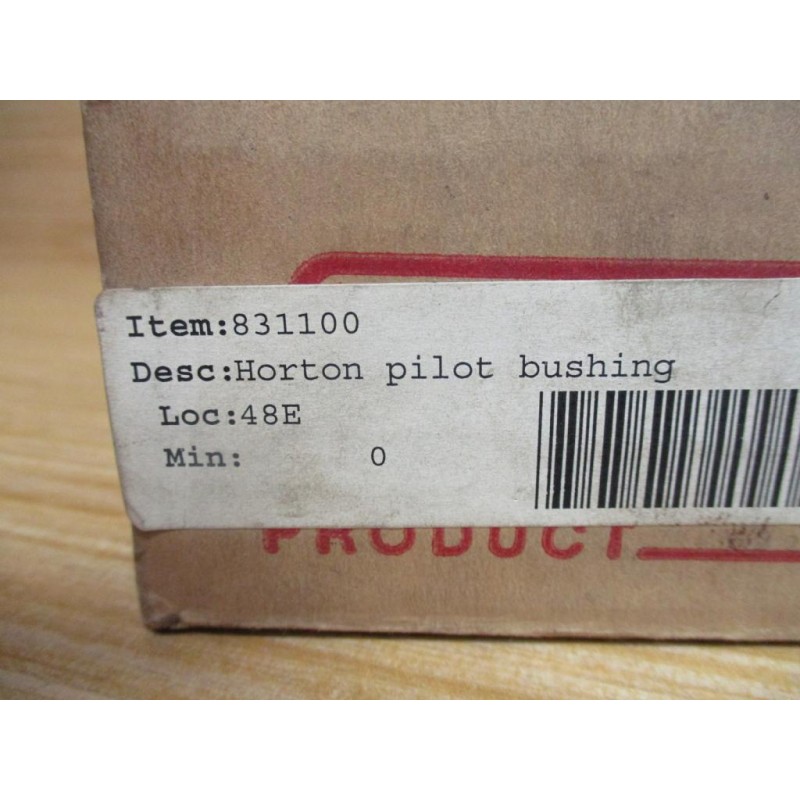 Item:831100
Desc:Horton pilot bushing
Loc:48E
Min: 0
PRODUCT